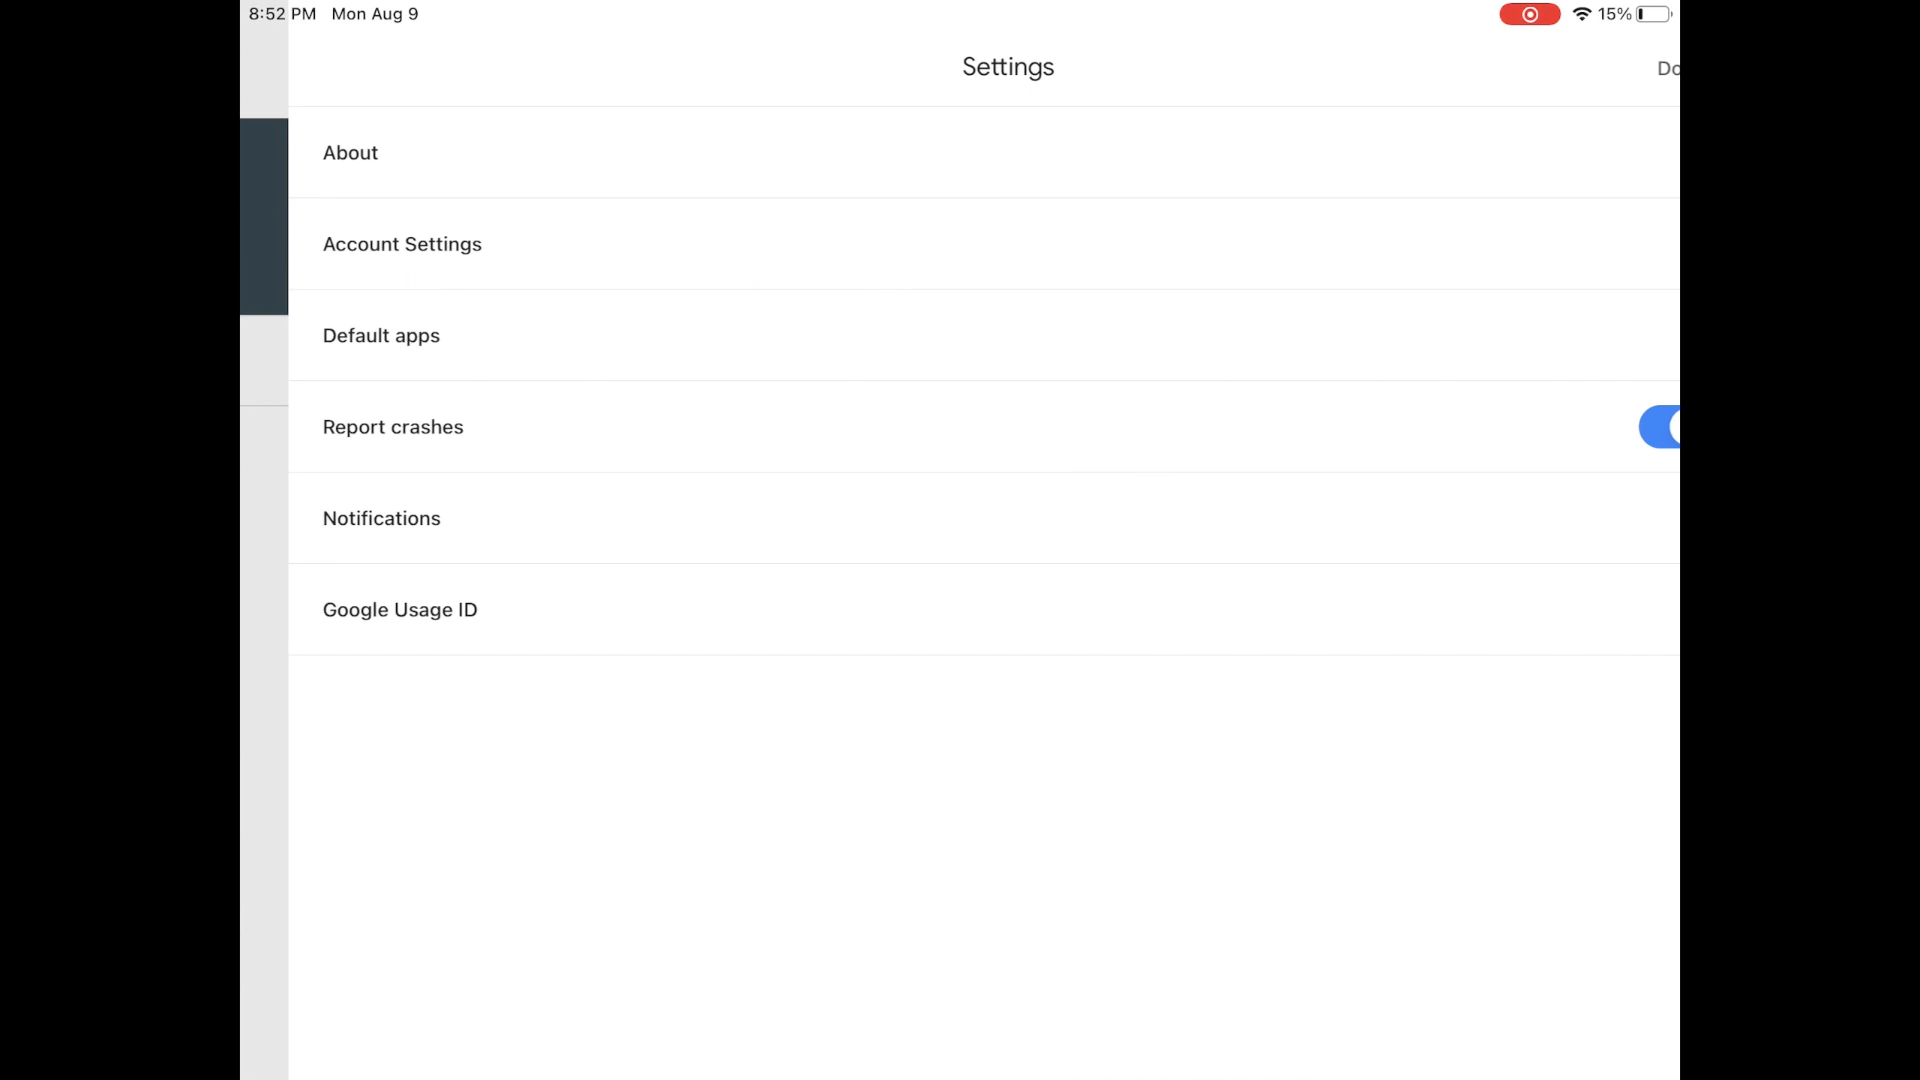 8:52 PM Mon Aug 9
15%
Settings
Do
About
Account Settings
Default apps
Report crashes
Notifications
Google Usage ID